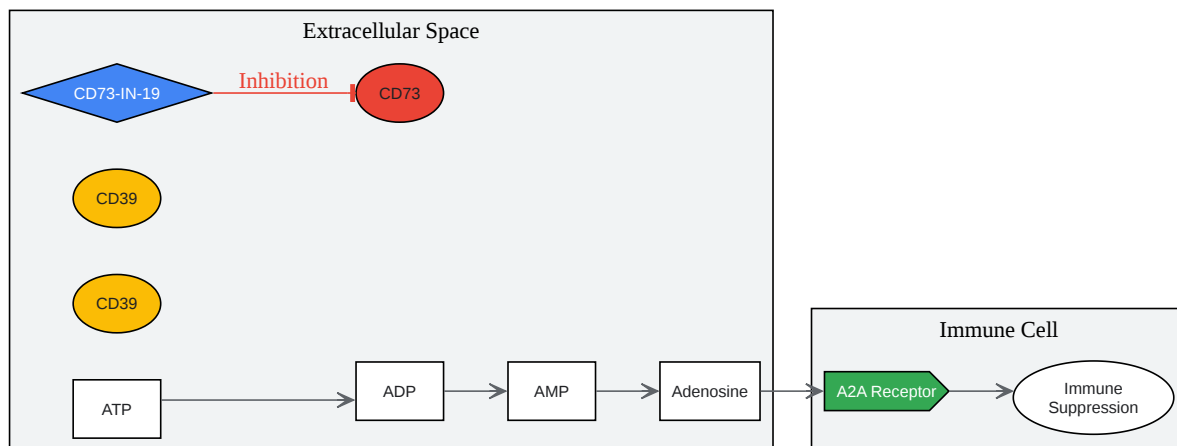 Extracellular Space
CD73-IN-19
Inhibition
CD73
CD39
CD39
ATP
ADP
AMP
Adenosine
Immune Cell
A2A Receptor
Immune
Suppression